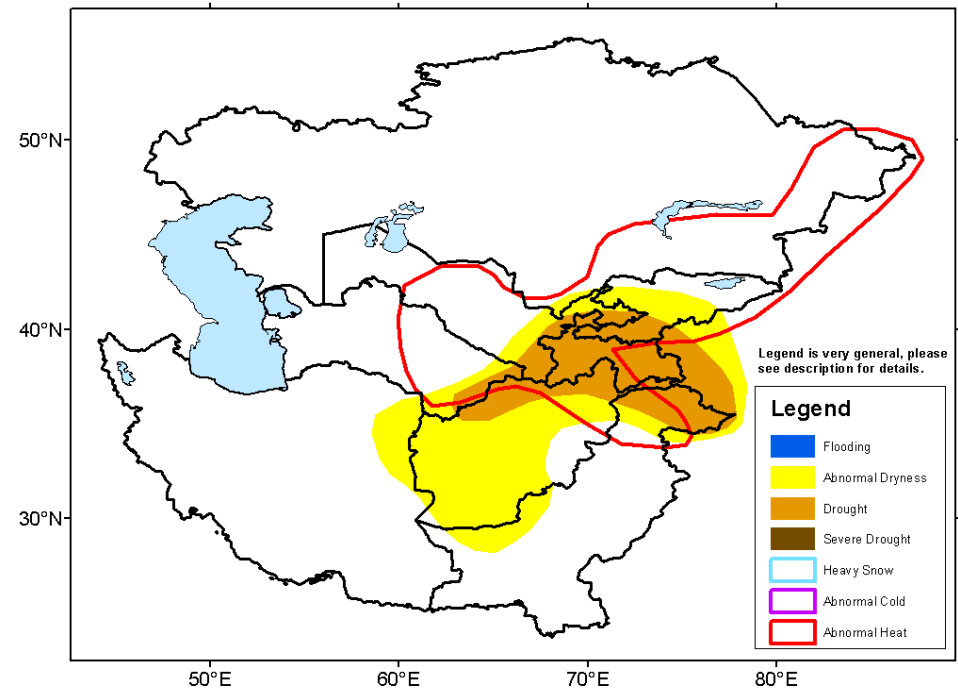 50°N
40°N
30°N
50°E
60°E
70°E
80°E
Legend is very general, please
see description for details.
Legend
Flooding
Abnormal Dryness
Drought
Severe Drought
Heavy Snow
Abnormal Cold
Abnormal Heat